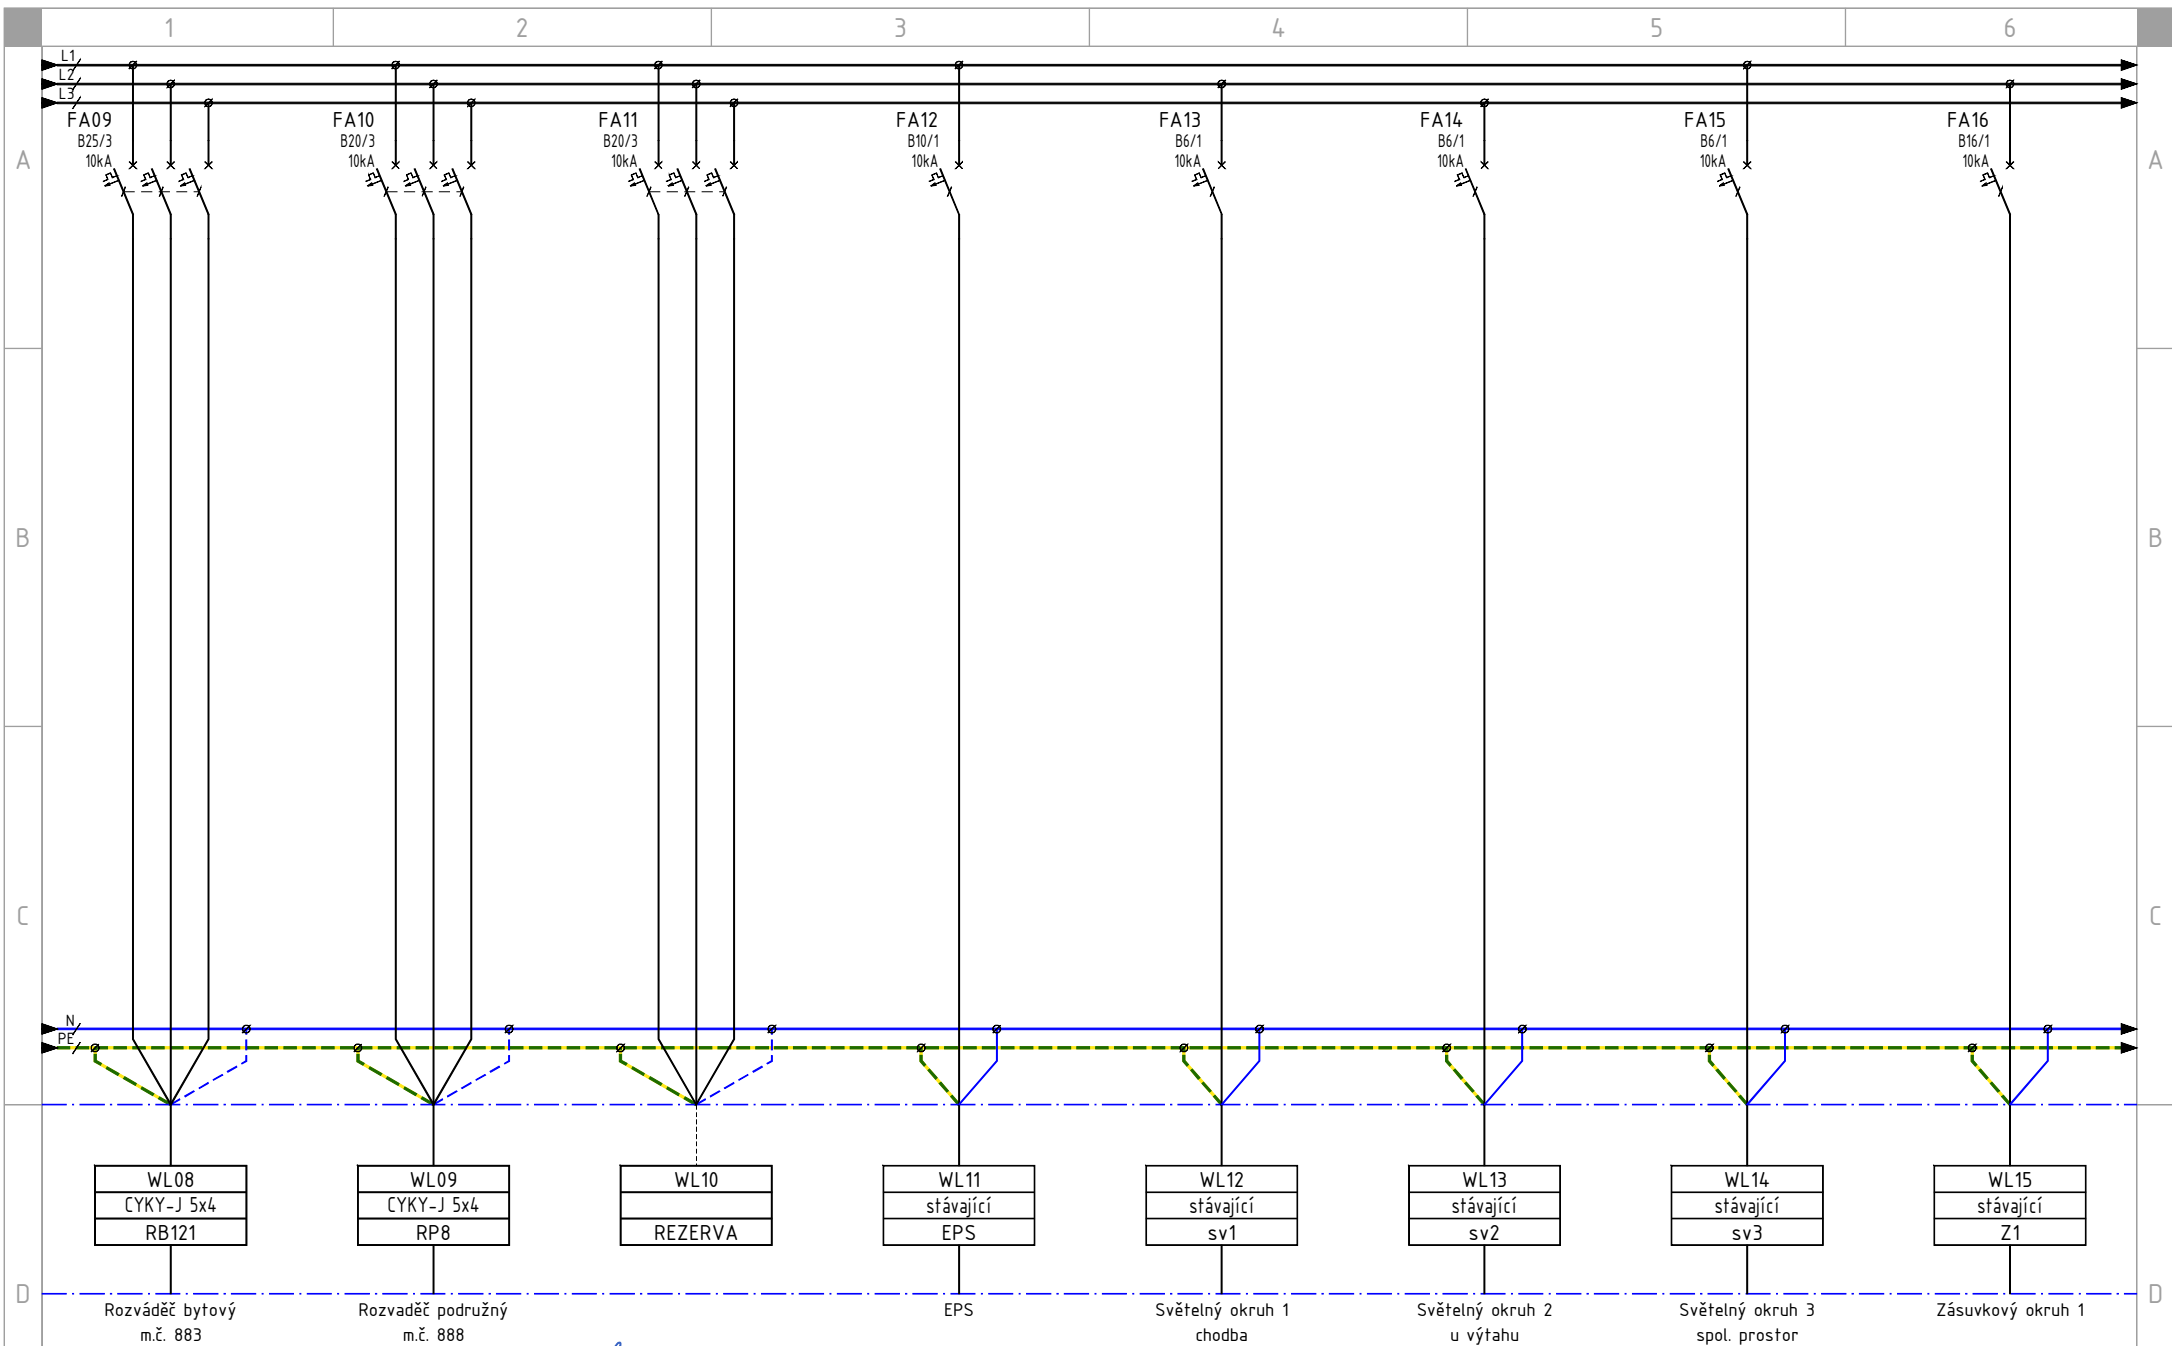 1 2 3 4 5 6
L1
L2
L3
FA09 FA10 FA11 FA12 FA13 FA14 FA15 FA16
B25/3 B20/3 B20/3 B10/1 B6/1 B6/1 B6/1 B16/1
10kA 10kA 10kA 10kA 10kA 10kA 10kA 10kA
A A
B B
C C
N
PE
WL08 WL09 WL10 WL11 WL12 WL13 WL14 WL15
CYKY-J 5x4 CYKY-J 5x4 stávající stávající stávající stávající stávající
RB121 RP8 REZERVA EPS sv1 sv2 sv3 Z1
D D
Rozváděč bytový Rozvaděč podružný EPS Světelný okruh 1 Světelný okruh 2 Světelný okruh 3 Zásuvkový okruh 1
m.č. 883 m.č. 888 chodba u výtahu spol. prostor